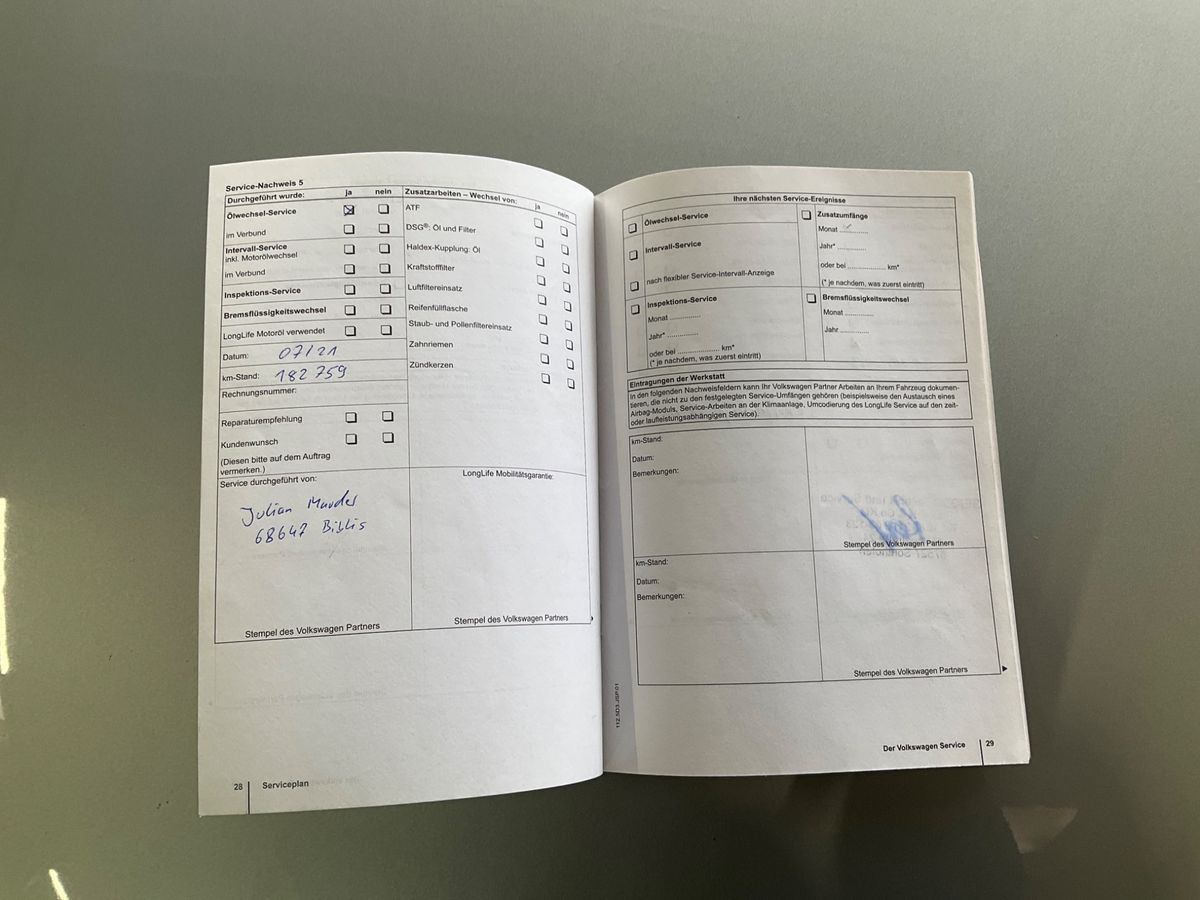 Service-Nachweis 5
Durchgeführt wurde: ja nein
Ölwechsel-Service
im Verbund
Intervall-Service
inkl. Motorölwechsel
im Verbund
Inspektions-Service
Bremsflüssigkeitswechsel
LongLife Motoröl verwendet
Datum: 07/21
km-Stand: 182 759
Rechnungsnummer:
Reparaturempfehlung
Kundenwunsch
(Diesen bitte auf dem Auftrag
vermerken.)
Zusatzarbeiten – Wechsel von: ja nein
ATF
DSG®: Öl und Filter
Haldex-Kupplung: Öl
Kraftstofffilter
Luftfiltereinsatz
Reifenfüllflasche
Staub- und Pollenfiltereinsatz
Zahnriemen
Zündkerzen
Service durchgeführt von:
Julian
68647 Biblis
Stempel des Volkswagen Partners
LongLife Mobilitätsgarantie:
Stempel des Volkswagen Partners
28 Serviceplan
Ihre nächsten Service-Ereignisse
Ölwechsel-Service
Intervall-Service
nach flexibler Service-Intervall-Anzeige
Inspektions-Service
Monat ............
Jahr* ............
oder bei ................ km*
(* je nachdem, was zuerst eintritt)
Zusatzumfänge
Monat ............
Jahr* ............
oder bei ................ km*
(* je nachdem, was zuerst eintritt)
Bremsflüssigkeitswechsel
Monat ............
Jahr ............
Eintragungen der Werkstatt
In den folgenden Nachweisfeldern kann Ihr Volkswagen Partner Arbeiten an Ihrem Fahrzeug dokumen-
tieren, die nicht zu den festgelegten Service-Umfängen gehören (beispielsweise den Austausch eines
Airbag-Moduls, Service-Arbeiten an der Klimaanlage, Umcodierung des LongLife Service auf den zeit-
oder laufleistungsabhängigen Service).
km-Stand:
Datum:
Bemerkungen:
Stempel des Volkswagen Partners
km-Stand:
Datum:
Bemerkungen:
Stempel des Volkswagen Partners
112.5D3.JSP.01
Der Volkswagen Service 29